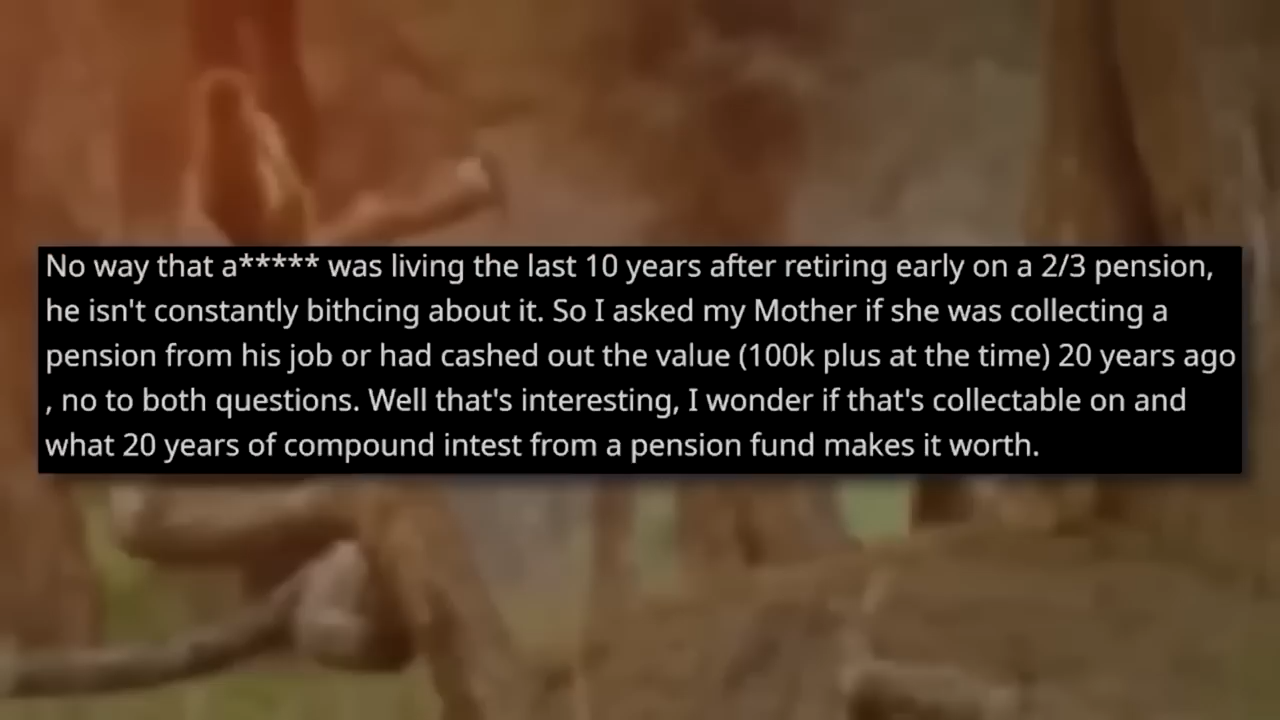 No way that a***** was living the last 10 years after retiring early on a 2/3 pension,
he isn't constantly bithcing about it. So I asked my Mother if she was collecting a
pension from his job or had cashed out the value (100k plus at the time) 20 years ago
, no to both questions. Well that's interesting, I wonder if that's collectable on and
what 20 years of compound intest from a pension fund makes it worth.